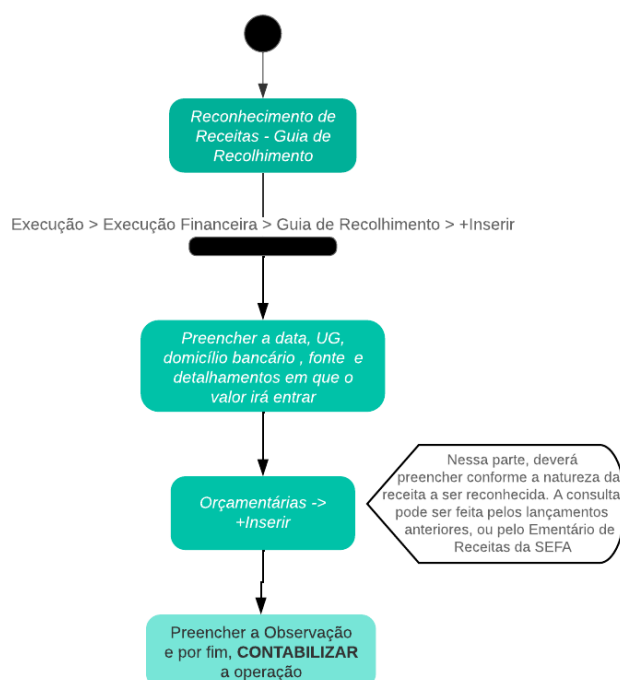 Reconhecimento de
Receitas - Guia de
Recolhimento
Execução > Execução Financeira > Guia de Recolhimento > +Inserir
Preencher a data, UG,
domicílio bancário , fonte e
detalhamentos em que o
valor irá entrar
Nessa parte, deverá
preencher conforme a natureza da
receita a ser reconhecida. A consulta
pode ser feita pelos lançamentos
anteriores, ou pelo Ementário de
Receitas da SEFA
Orçamentárias ->
+Inserir
Preencher a Observação
e por fim, CONTABILIZAR
a operação